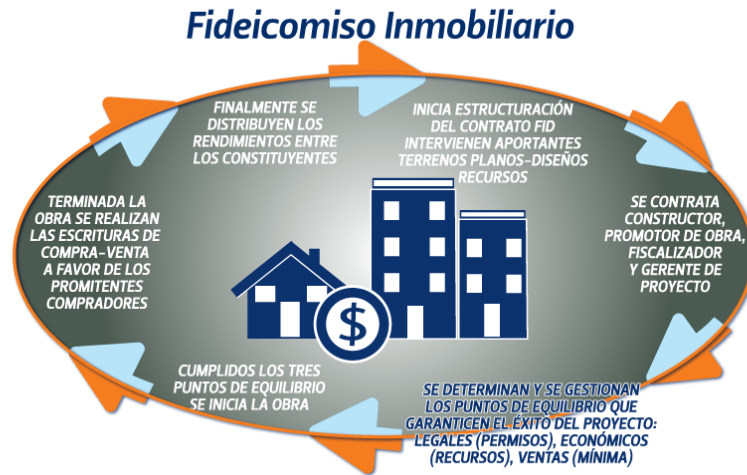 Fideicomiso Inmobiliario
INICIA ESTRUCTURACIÓN
DEL CONTRATO FID
INTERVIENEN APORTANTES
TERRENOS PLANOS-DISEÑOS
RECURSOS
SE CONTRATA
CONSTRUCTOR,
PROMOTOR DE OBRA,
FISCALIZADOR
Y GERENTE DE
PROYECTO
SE DETERMINAN Y SE GESTIONAN
LOS PUNTOS DE EQUILIBRIO QUE
GARANTICEN EL ÉXITO DEL PROYECTO:
LEGALES (PERMISOS), ECONÓMICOS
(RECURSOS), VENTAS (MÍNIMA)
CUMPLIDOS LOS TRES
PUNTOS DE EQUILIBRIO
SE INICIA LA OBRA
TERMINADA LA
OBRA SE REALIZAN
LAS ESCRITURAS DE
COMPRA-VENTA
A FAVOR DE LOS
PROMITENTES
COMPRADORES
FINALMENTE SE
DISTRIBUYEN LOS
RENDIMIENTOS ENTRE
LOS CONSTITUYENTES
$